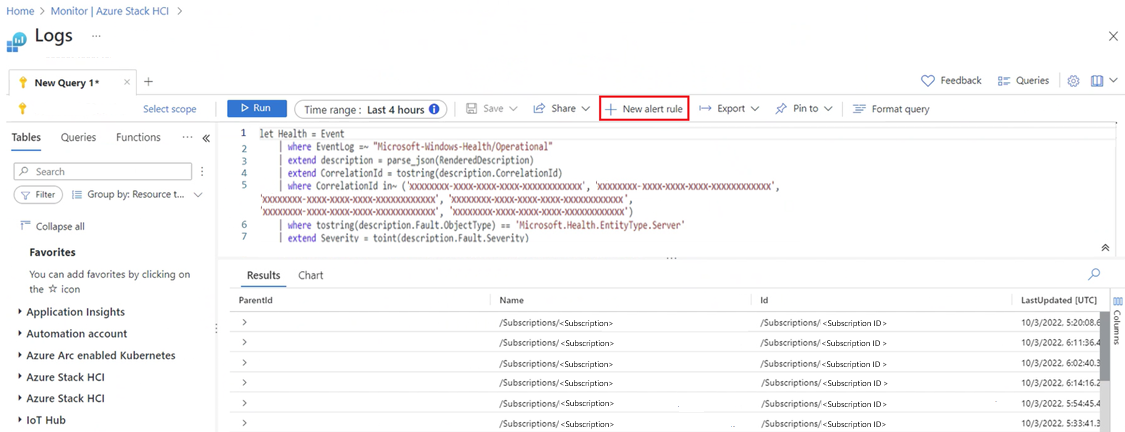 Home > Monitor | Azure Stack HCI >
Logs ...
New Query 1* × +
Feedback Queries
Select scope Run Time range : Last 4 hours Save Share New alert rule Export Pin to Format query
Tables Queries Functions ... «
Search
Filter Group by: Resource t...
Collapse all
Favorites
You can add favorites by clicking on
the ☆ icon
Application Insights
Automation account
Azure Arc enabled Kubernetes
Azure Stack HCI
Azure Stack HCI
IoT Hub
1 let Health = Event
2 | where EventLog =~ "Microsoft-Windows-Health/Operational"
3 | extend description = parse_json(RenderedDescription)
4 | extend CorrelationId = tostring(description.CorrelationId)
5 | where CorrelationId in~ ('xxxxxxxx-xxxx-xxxx-xxxx-xxxxxxxxxxxx', 'xxxxxxxx-xxxx-xxxx-xxxx-xxxxxxxxxxxx',
'xxxxxxxx-xxxx-xxxx-xxxx-xxxxxxxxxxxx', 'xxxxxxxx-xxxx-xxxx-xxxx-xxxxxxxxxxxx',
'xxxxxxxx-xxxx-xxxx-xxxx-xxxxxxxxxxxx', 'xxxxxxxx-xxxx-xxxx-xxxx-xxxxxxxxxxxx')
6 | where tostring(description.Fault.ObjectType) == 'Microsoft.Health.EntityType.Server'
7 | extend Severity = toint(description.Fault.Severity)
Results Chart
ParentId Name Id LastUpdated [UTC]
/Subscriptions/<Subscription> /Subscriptions/ <Subscription ID > 10/3/2022. 5:20:08.6
/Subscriptions/<Subscription> /Subscriptions/ <Subscription ID > 10/3/2022. 6:11:36.4
/Subscriptions/<Subscription> /Subscriptions/ <Subscription ID > 10/3/2022. 6:02:40.3
/Subscriptions/<Subscription> /Subscriptions/ <Subscription ID > 10/3/2022. 6:14:16.2
/Subscriptions/<Subscription> /Subscriptions/ <Subscription ID > 10/3/2022. 5:54:45.4
/Subscriptions/<Subscription> /Subscriptions/ <Subscription ID > 10/3/2022. 5:33:41.3
Columns